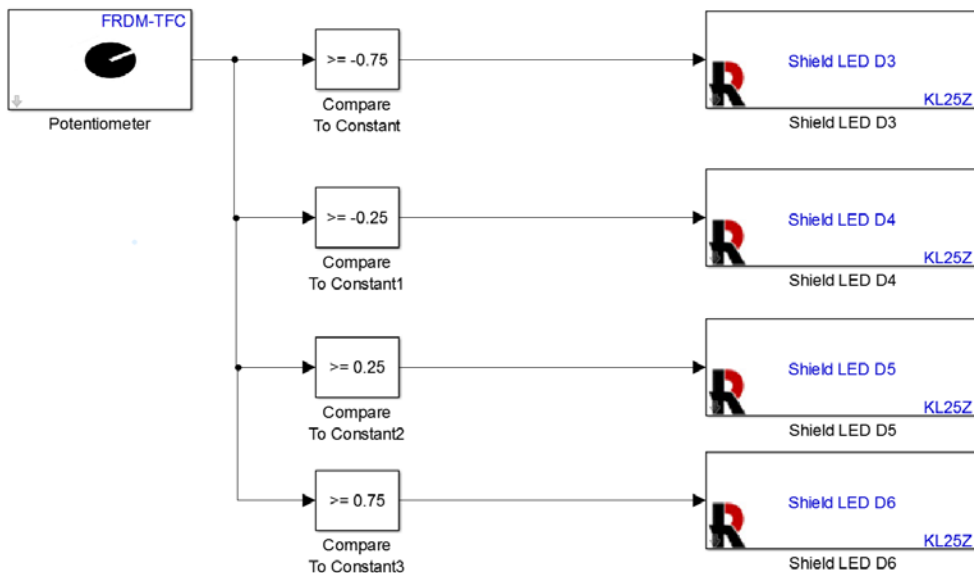 FRDM-TFC
Potentiometer
>= -0.75
Compare
To Constant
Shield LED D3
KL25Z
Shield LED D3
>= -0.25
Compare
To Constant1
Shield LED D4
KL25Z
Shield LED D4
>= 0.25
Compare
To Constant2
Shield LED D5
KL25Z
Shield LED D5
>= 0.75
Compare
To Constant3
Shield LED D6
KL25Z
Shield LED D6